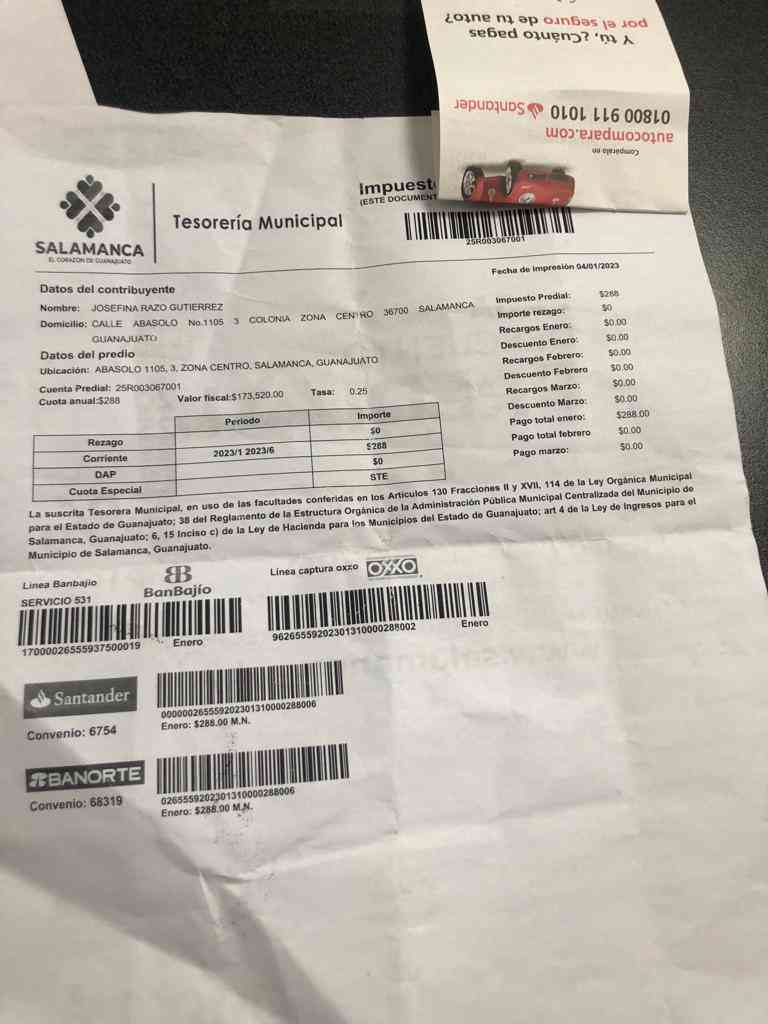 por el seguro de tu auto?
Y tú, ¿Cuánto pagas
01800 911 1010 Santander
autocompara.com
Compáralo en
SALAMANCA
EL CORAZÓN DE GUANAJUATO
Tesorería Municipal
Impuest
(ESTE DOCUMENT
25R003067001
Fecha de impresión 04/01/2023
Datos del contribuyente
Nombre: JOSEFINA RAZO GUTIERREZ
Domicilio: CALLE ABASOLO No.1105 3 COLONIA ZONA CENTRO 36700 SALAMANCA
GUANAJUATO
Datos del predio
Ubicación: ABASOLO 1105, 3, ZONA CENTRO, SALAMANCA, GUANAJUATO
Cuenta Predial: 25R003067001
Cuota anual:$288 Valor fiscal:$173,520.00 Tasa: 0.25
Impuesto Predial: $288
Importe rezago: $0
Recargos Enero: $0.00
Descuento Enero: $0.00
Recargos Febrero: $0.00
Descuento Febrero $0.00
Recargos Marzo: $0.00
Descuento Marzo: $0.00
Pago total enero: $288.00
Pago total febrero $0.00
Pago marzo: $0.00
Periodo Importe
Rezago $0
Corriente 2023/1 2023/6 $288
DAP $0
Cuota Especial STE
La suscrita Tesorera Municipal, en uso de las facultades conferidas en los Artículos 130 Fracciones II y XVII, 114 de la Ley Orgánica Municipal
para el Estado de Guanajuato; 38 del Reglamento de la Estructura Orgánica de la Administración Pública Municipal Centralizada del Municipio de
Salamanca, Guanajuato; 6, 15 Inciso c) de la Ley de Hacienda para los Municipios del Estado de Guanajuato; art 4 de la Ley de Ingresos para el
Municipio de Salamanca, Guanajuato.
Linea Banbajio
BanBajío
SERVICIO 531
17000026555937500019 Enero
Línea captura oxxo OXXO
9626555920230131000028800​2 Enero
Santander
Convenio: 6754
0000002655592023013100002880​06
Enero: $288.00 M.N.
BANORTE
Convenio: 68319
026555920230131000028800​6
Enero: $288.00 M.N.